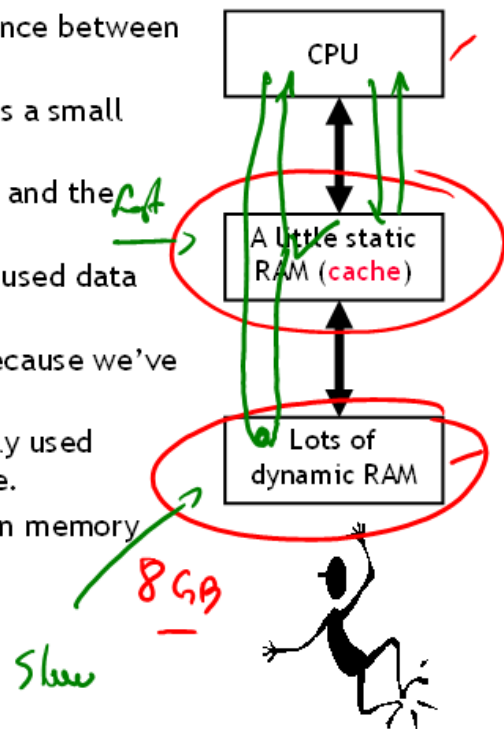 nce between
s a small
and the
used data
ecause we've
ly used
e.
n memory
CPU
A little static
RAM (cache)
Lots of
dynamic RAM
8 GB
Slow